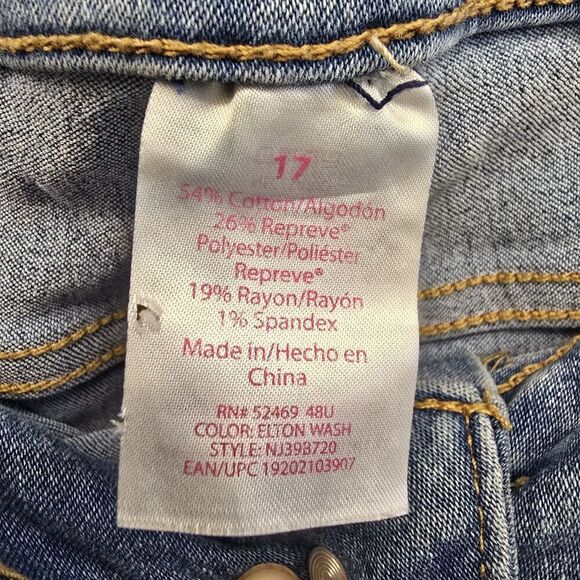 17
54% Cotton/Algodón
26% Repreve®
Polyester/Poliéster
Repreve®
19% Rayon/Rayón
1% Spandex
Made in/Hecho en
China
RN# 52469 48U
COLOR: ELTON WASH
STYLE: NJ39B720
EAN/UPC 19202103907